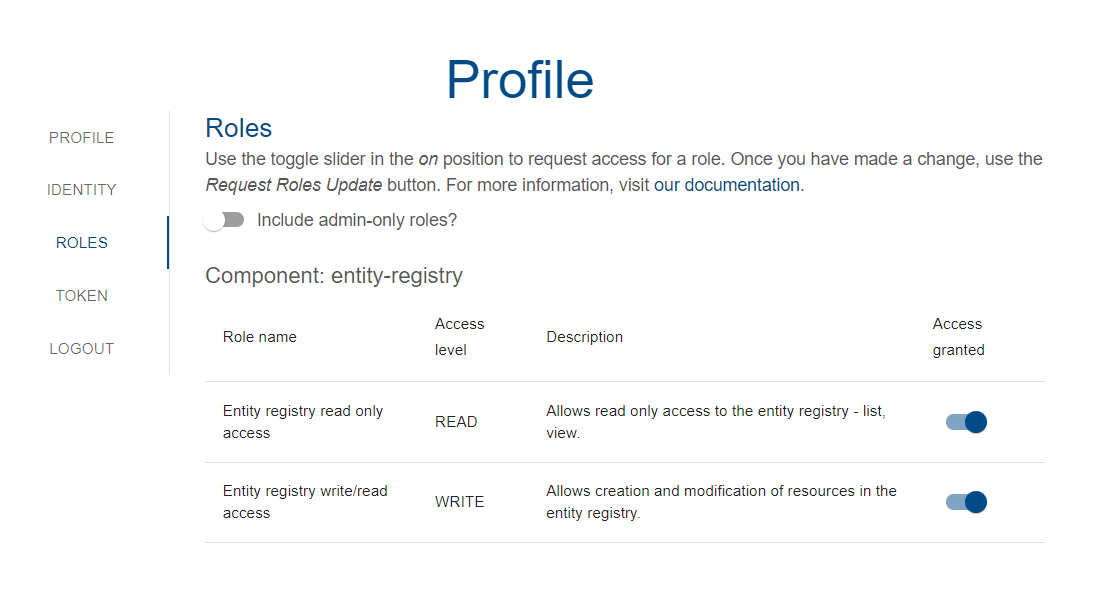 Profile
PROFILE
IDENTITY
ROLES
TOKEN
LOGOUT
Roles
Use the toggle slider in the on position to request access for a role. Once you have made a change, use the
Request Roles Update button. For more information, visit our documentation.
Include admin-only roles?
Component: entity-registry
Role name
Access
level
Description
Access
granted
Entity registry read only
access
READ
Allows read only access to the entity registry - list,
view.
Entity registry write/read
access
WRITE
Allows creation and modification of resources in the
entity registry.